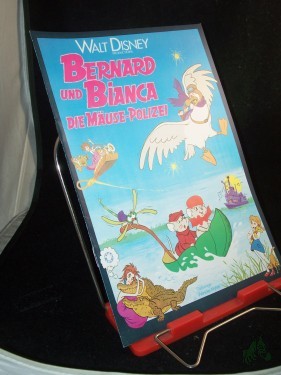 WALT DISNEY
BERNARD
UND BIANCA
DIE MÄUSE-POLIZEI